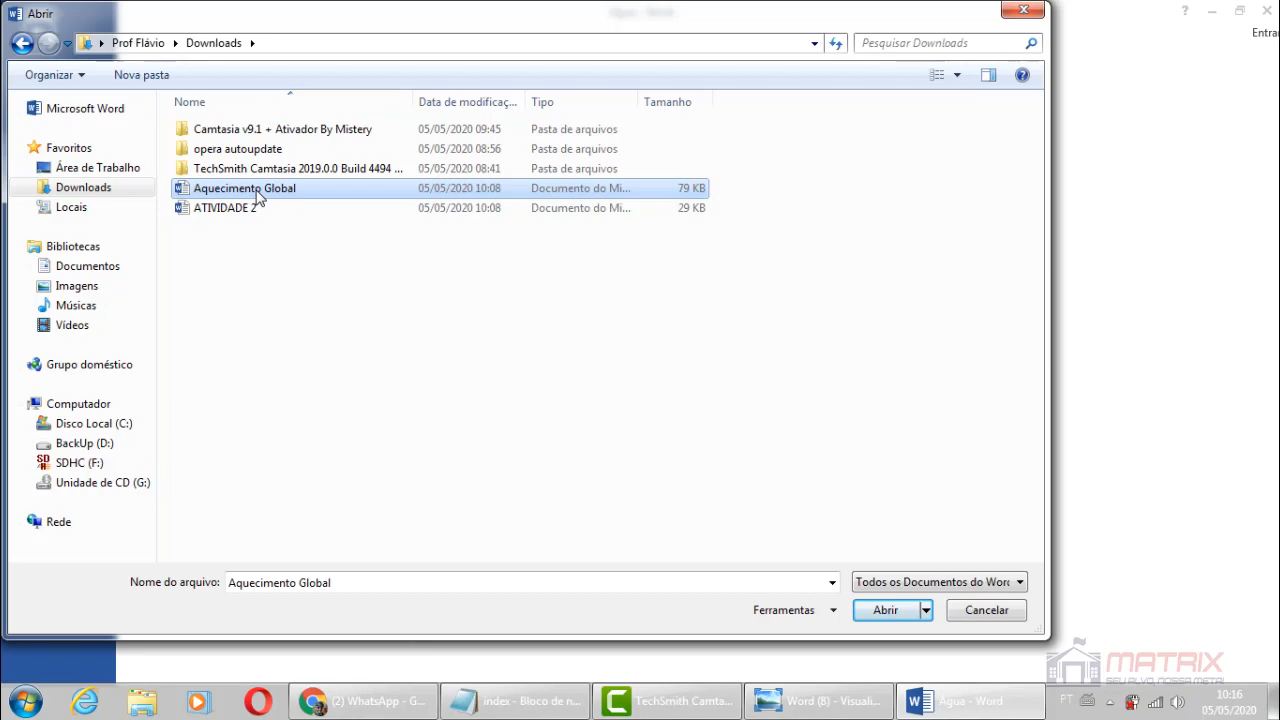 Abrir
Prof Flávio
Downloads
Pesquisar Downloads
Entrar
Organizar
Nova pasta
Microsoft Word
Favoritos
Área de Trabalho
Downloads
Locais
Bibliotecas
Documentos
Imagens
Músicas
Vídeos
Grupo doméstico
Computador
Disco Local (C:)
BackUp (D:)
SDHC (F:)
Unidade de CD (G:)
Rede
Nome Data de modificaç... Tipo Tamanho
Camtasia v9.1 + Ativador By Mistery 05/05/2020 09:45 Pasta de arquivos
opera autoupdate 05/05/2020 08:56 Pasta de arquivos
TechSmith Camtasia 2019.0.0 Build 4494 ... 05/05/2020 08:41 Pasta de arquivos
Aquecimento Global 05/05/2020 10:08 Documento do Mi... 79 KB
ATIVIDADE 2 05/05/2020 10:08 Documento do Mi... 29 KB
Nome do arquivo: Aquecimento Global Todos os Documentos do Word
Ferramentas Abrir Cancelar
MATRIX
SEU ALVO, NOSSA META!
(2) WhatsApp - G...
index - Bloco de n...
TechSmith Camta...
Word (8) - Visuali...
Água - Word
PT
10:16
05/05/2020